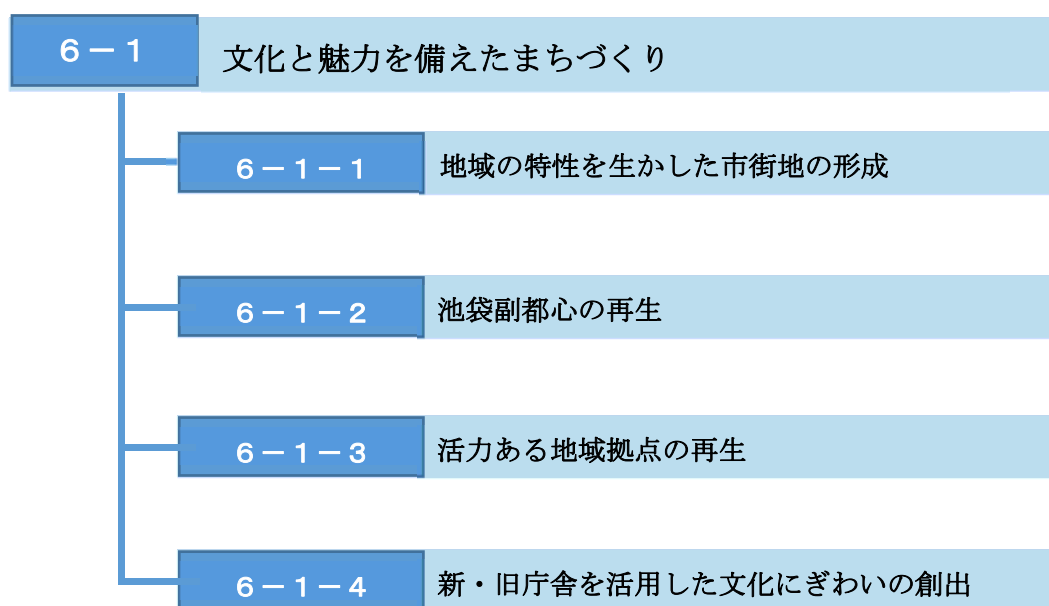 6－1 文化と魅力を備えたまちづくり
6－1－1 地域の特性を生かした市街地の形成
6－1－2 池袋副都心の再生
6－1－3 活力ある地域拠点の再生
6－1－4 新・旧庁舎を活用した文化にぎわいの創出